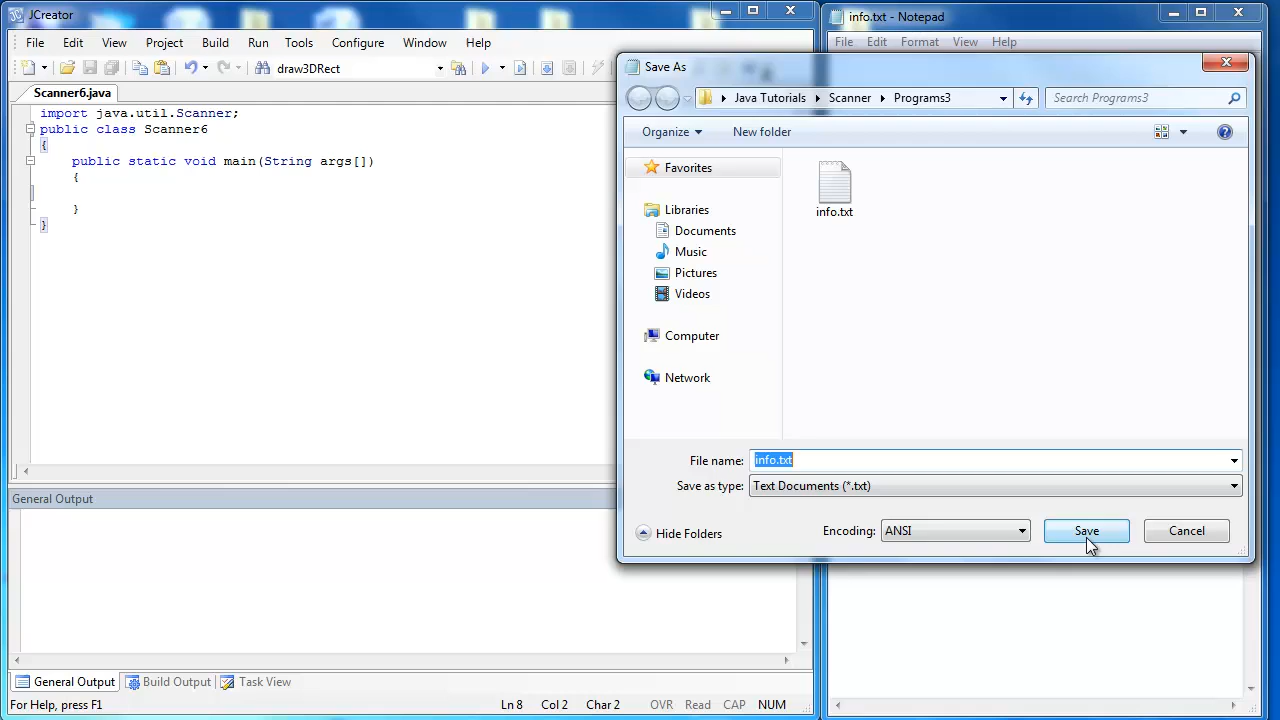 JCreator
File Edit View Project Build Run Tools Configure Window Help
draw3DRect
Scanner6.java
import java.util.Scanner;
public class Scanner6
{
public static void main(String args[])
{
}
}
General Output
General Output Build Output Task View
For Help, press F1 Ln 8 Col 2 Char 2 OVR Read CAP NUM
info.txt - Notepad
File Edit Format View Help
Save As
Java Tutorials Scanner Programs3 Search Programs3
Organize New folder
Favorites
Libraries
Documents
Music
Pictures
Videos
Computer
Network
info.txt
File name: info.txt
Save as type: Text Documents (*.txt)
Hide Folders Encoding: ANSI Save Cancel